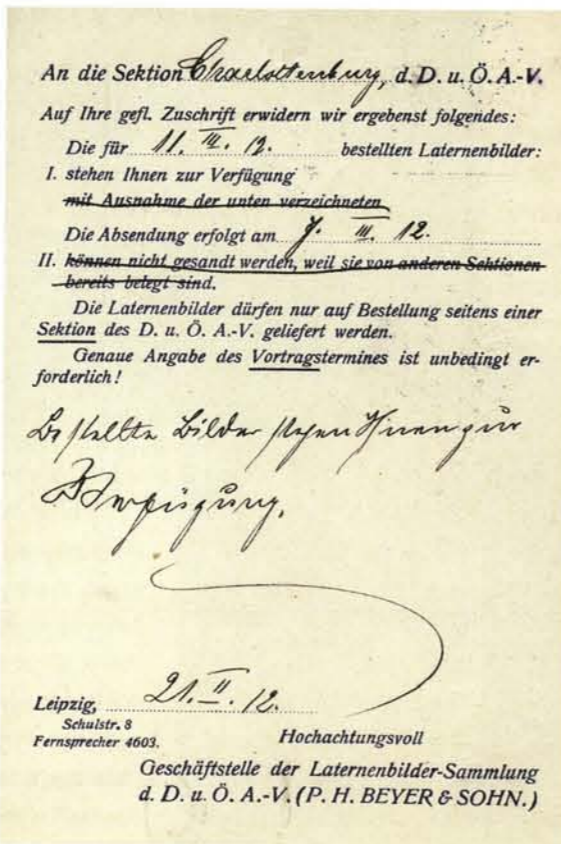 An die Sektion Charlottenburg, d. D. u. Ö. A.-V.
Auf Ihre gefl. Zuschrift erwidern wir ergebenst folgendes:
Die für 11. III. 12. bestellten Laternenbilder:
I. stehen Ihnen zur Verfügung
mit Ausnahme der unten verzeichneten
Die Absendung erfolgt am 7. III. 12.
II. können nicht gesandt werden, weil sie von anderen Sektionen
bereits belegt sind.
Die Laternenbilder dürfen nur auf Bestellung seitens einer
Sektion des D. u. Ö. A.-V. geliefert werden.
Genaue Angabe des Vortragstermines ist unbedingt er-
forderlich!
Bestellte Bilder stehen Ihnen zur
Verfügung.
Leipzig, 21. II. 12.
Schulstr. 8
Fernsprecher 4603. Hochachtungsvoll
Geschäftstelle der Laternenbilder-Sammlung
d. D. u. Ö. A.-V. (P. H. BEYER & SOHN.)